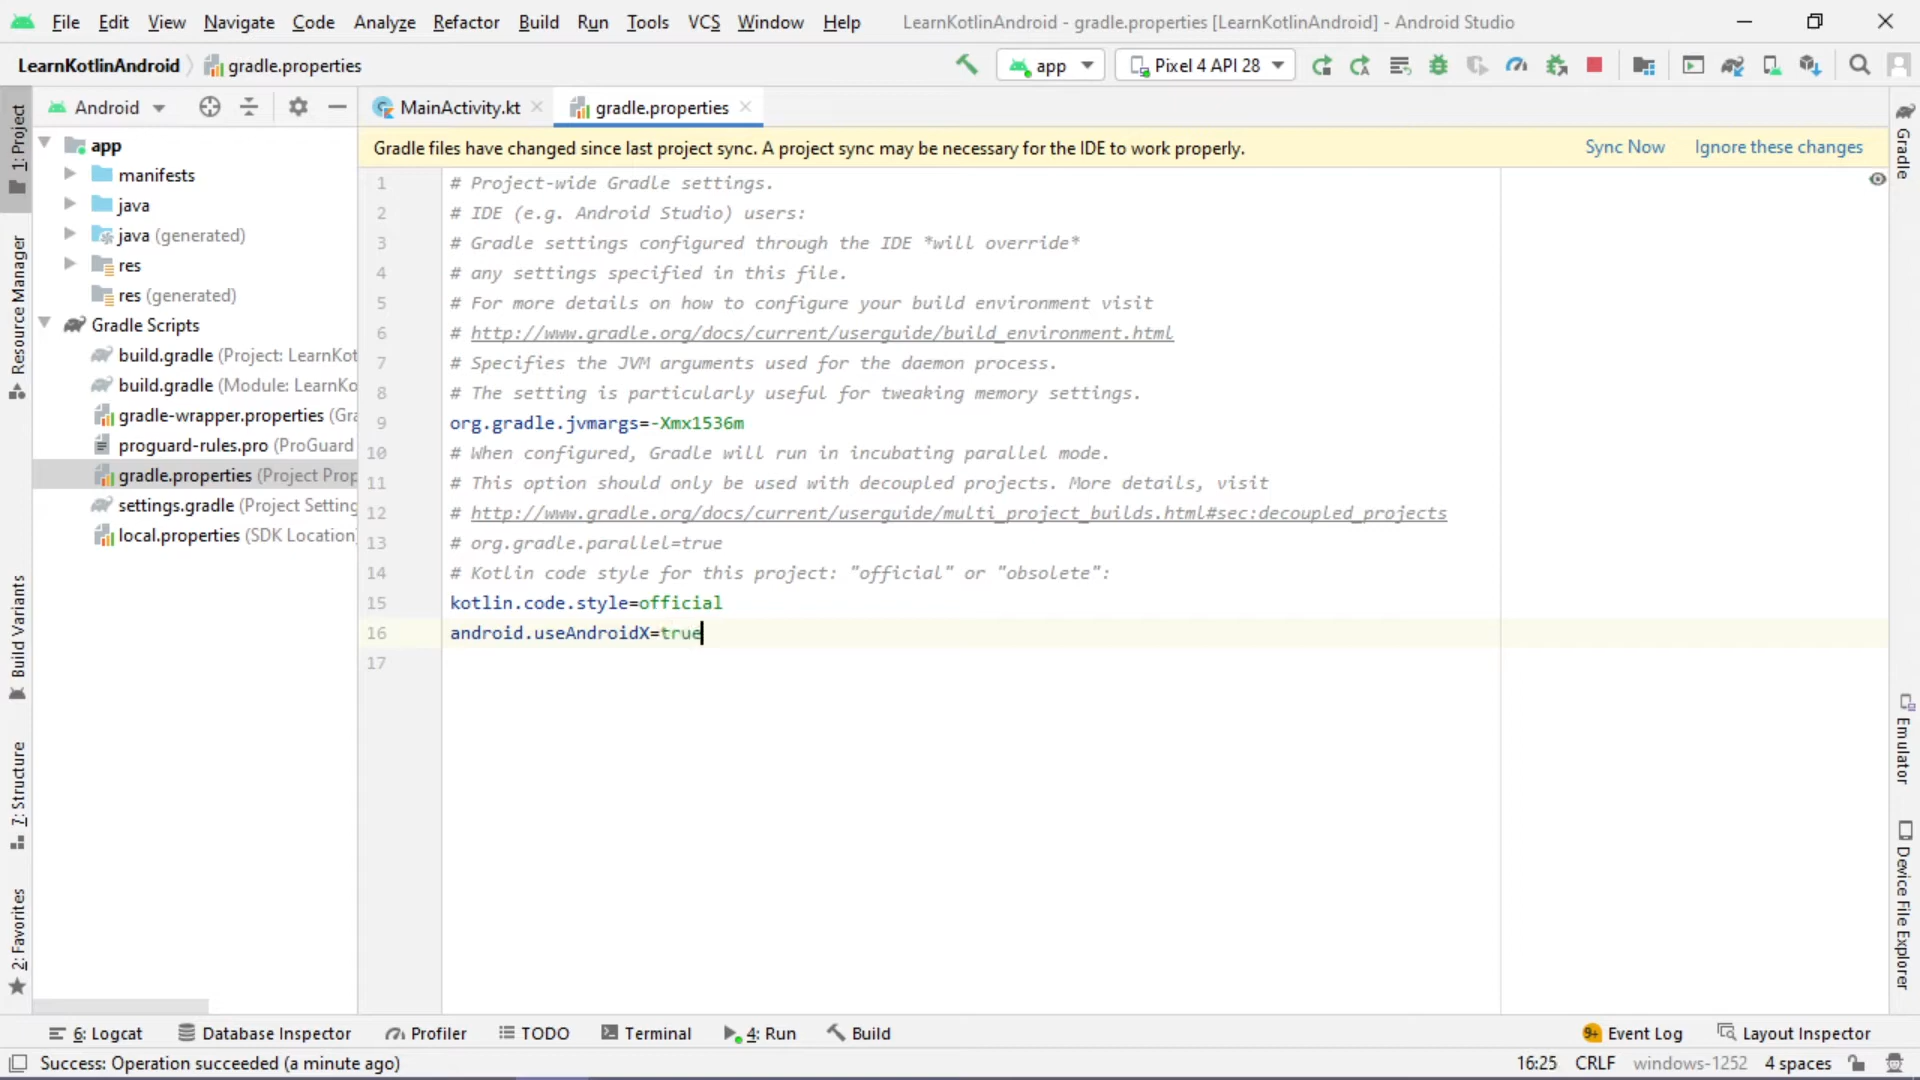 File Edit View Navigate Code Analyze Refactor Build Run Tools VCS Window Help LearnKotlinAndroid - gradle.properties [LearnKotlinAndroid] - Android Studio
LearnKotlinAndroid gradle.properties app Pixel 4 API 28
Android MainActivity.kt gradle.properties
Gradle files have changed since last project sync. A project sync may be necessary for the IDE to work properly. Sync Now Ignore these changes
1: Project
Resource Manager
Build Variants
7: Structure
2: Favorites
app
manifests
java
java (generated)
res
res (generated)
Gradle Scripts
build.gradle (Project: LearnKot
build.gradle (Module: LearnKo
gradle-wrapper.properties (Gra
proguard-rules.pro (ProGuard
gradle.properties (Project Prop
settings.gradle (Project Setting
local.properties (SDK Location)
1 # Project-wide Gradle settings.
2 # IDE (e.g. Android Studio) users:
3 # Gradle settings configured through the IDE *will override*
4 # any settings specified in this file.
5 # For more details on how to configure your build environment visit
6 # http://www.gradle.org/docs/current/userguide/build_environment.html
7 # Specifies the JVM arguments used for the daemon process.
8 # The setting is particularly useful for tweaking memory settings.
9 org.gradle.jvmargs=-Xmx1536m
10 # When configured, Gradle will run in incubating parallel mode.
11 # This option should only be used with decoupled projects. More details, visit
12 # http://www.gradle.org/docs/current/userguide/multi_project_builds.html#sec:decoupled_projects
13 # org.gradle.parallel=true
14 # Kotlin code style for this project: "official" or "obsolete":
15 kotlin.code.style=official
16 android.useAndroidX=true
17
Gradle
Emulator
Device File Explorer
6: Logcat Database Inspector Profiler TODO Terminal 4: Run Build 9+ Event Log Layout Inspector
Success: Operation succeeded (a minute ago) 16:25 CRLF windows-1252 4 spaces